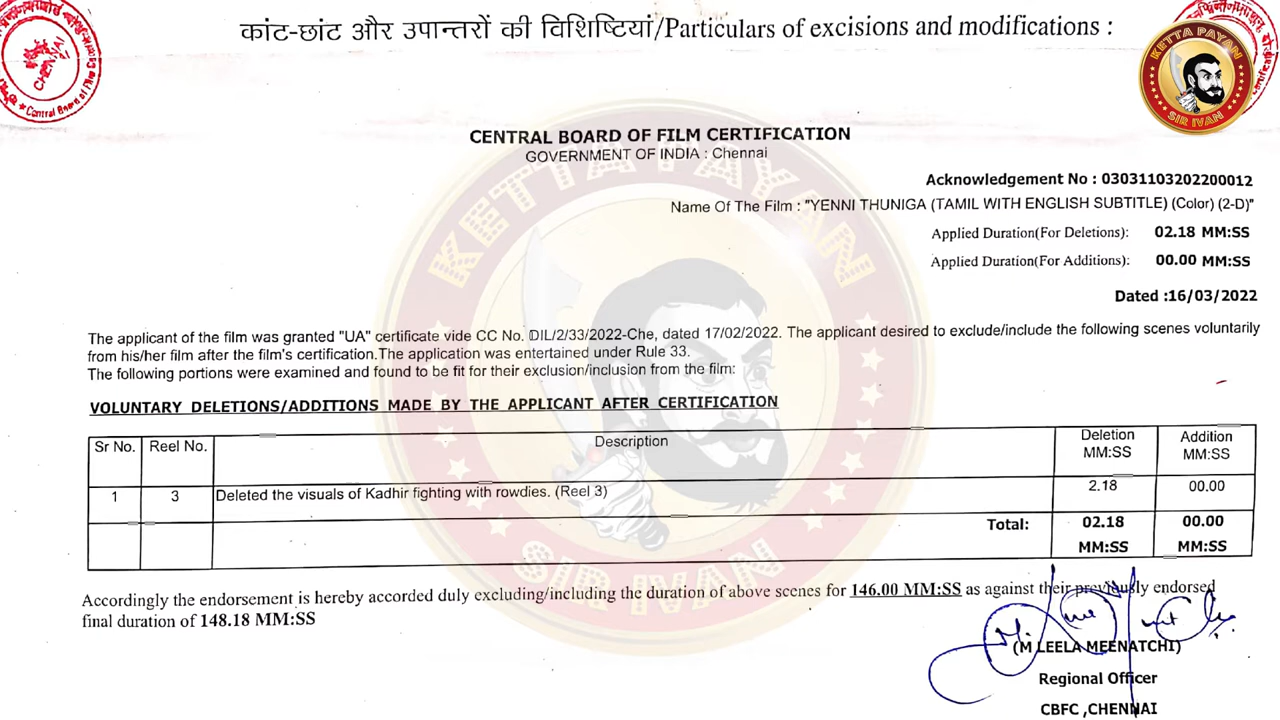 कांट-छांट और उपान्तरों की विशिष्टियां/Particulars of excisions and modifications :
KETTA PAYAN
SIR IVAN
CHENNAI
Central Board of Film
CENTRAL BOARD OF FILM CERTIFICATION
GOVERNMENT OF INDIA : Chennai
Acknowledgement No : 03031103202200012
Name Of The Film : "YENNI THUNIGA (TAMIL WITH ENGLISH SUBTITLE) (Color) (2-D)"
Applied Duration(For Deletions): 02.18 MM:SS
Applied Duration(For Additions): 00.00 MM:SS
Dated :16/03/2022
The applicant of the film was granted "UA" certificate vide CC No. DIL/2/33/2022-Che, dated 17/02/2022. The applicant desired to exclude/include the following scenes voluntarily
from his/her film after the film's certification.The application was entertained under Rule 33.
The following portions were examined and found to be fit for their exclusion/inclusion from the film:
VOLUNTARY DELETIONS/ADDITIONS MADE BY THE APPLICANT AFTER CERTIFICATION
Sr No. Reel No. Description Deletion MM:SS Addition MM:SS
1 3 Deleted the visuals of Kadhir fighting with rowdies. (Reel 3) 2.18 00.00
Total: 02.18 MM:SS 00.00 MM:SS
Accordingly the endorsement is hereby accorded duly excluding/including the duration of above scenes for 146.00 MM:SS as against their previously endorsed
final duration of 148.18 MM:SS
(M LEELA MEENATCHI)
Regional Officer
CBFC ,CHENNAI
KETTA PAYAN
SIR IVAN